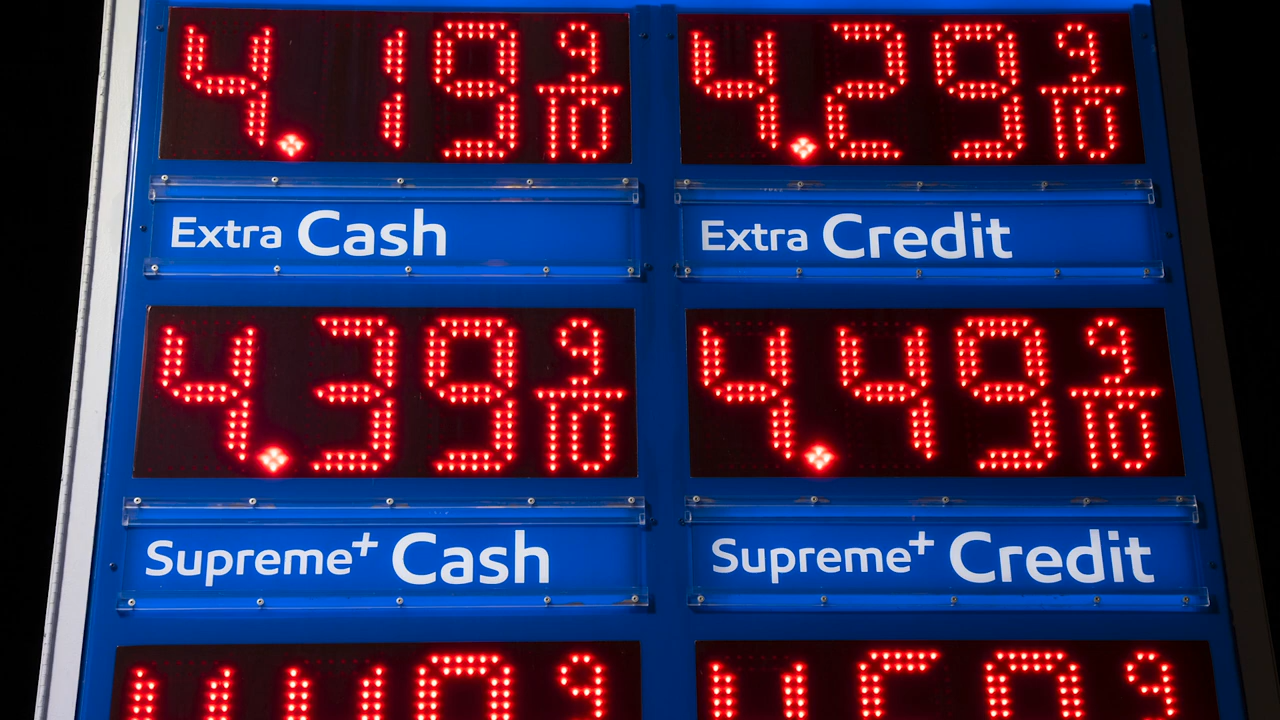 4.19 9/10 4.29 9/10
Extra Cash Extra Credit
4.39 9/10 4.49 9/10
Supreme+ Cash Supreme+ Credit